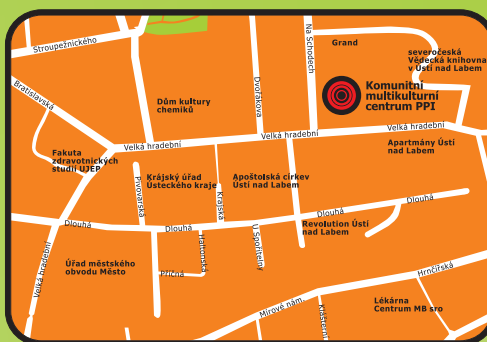 Stroupežnického
Na Schodech
Grand
severočeská
Vědecká knihovna
v Ústí nad Labem
Bratislavská
Dvořákova
Dům kultury
chemiků
Komunitní
multikulturní
centrum PPI
Velká hradební
Velká hradební
Velká hradební
Fakuta
zdravotnických
studií UJEP
Apartmány Ústí
nad Labem
Pivovarská
Krájský úřad
Ústeckého kraje
Krajská
Apoštolská církev
Ústí nad Labem
Dlouhá
Dlouhá
Dlouhá
Dlouhá
Revolution Ústí
nad Labem
U Spořitelny
Velká hradební
Úřad městského
obvodu Město
Příčná
Hrnčířská
Mírové nám.
Klášterní
Lékárna
Centrum MB sro